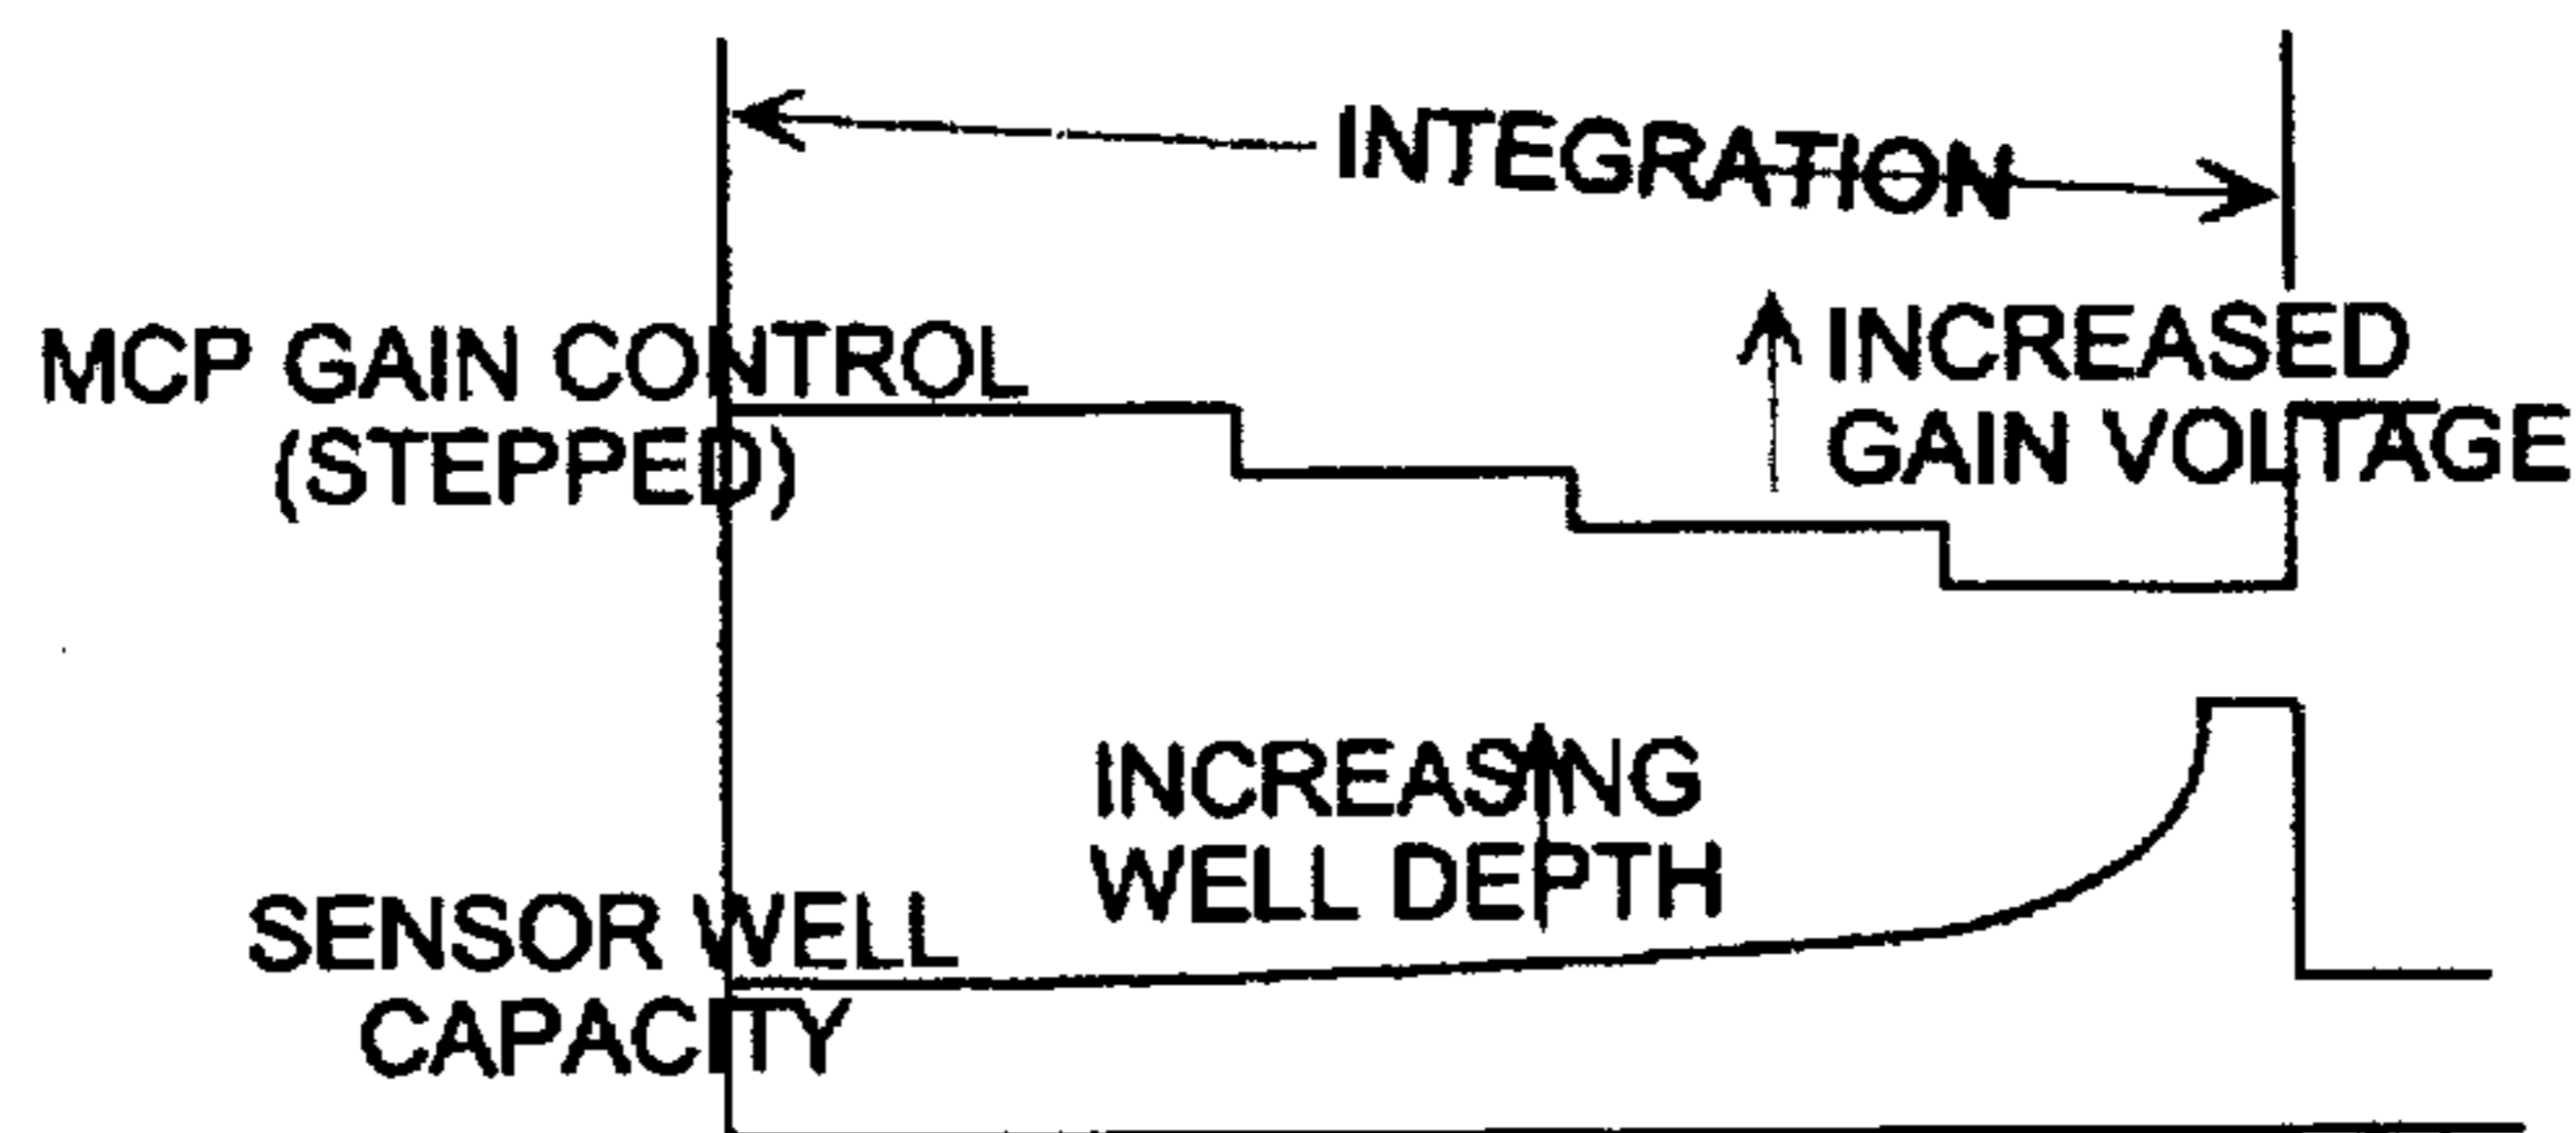 INTEGRATION
MCP GAIN CONTROL
(STEPPED)
INCREASED
GAIN VOLTAGE
INCREASING
WELL DEPTH
SENSOR WELL
CAPACITY